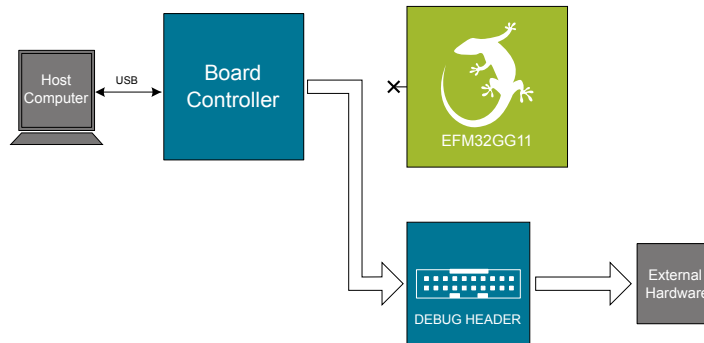 Host
Computer
USB
Board
Controller
EFM32GG11
DEBUG HEADER
External
Hardware